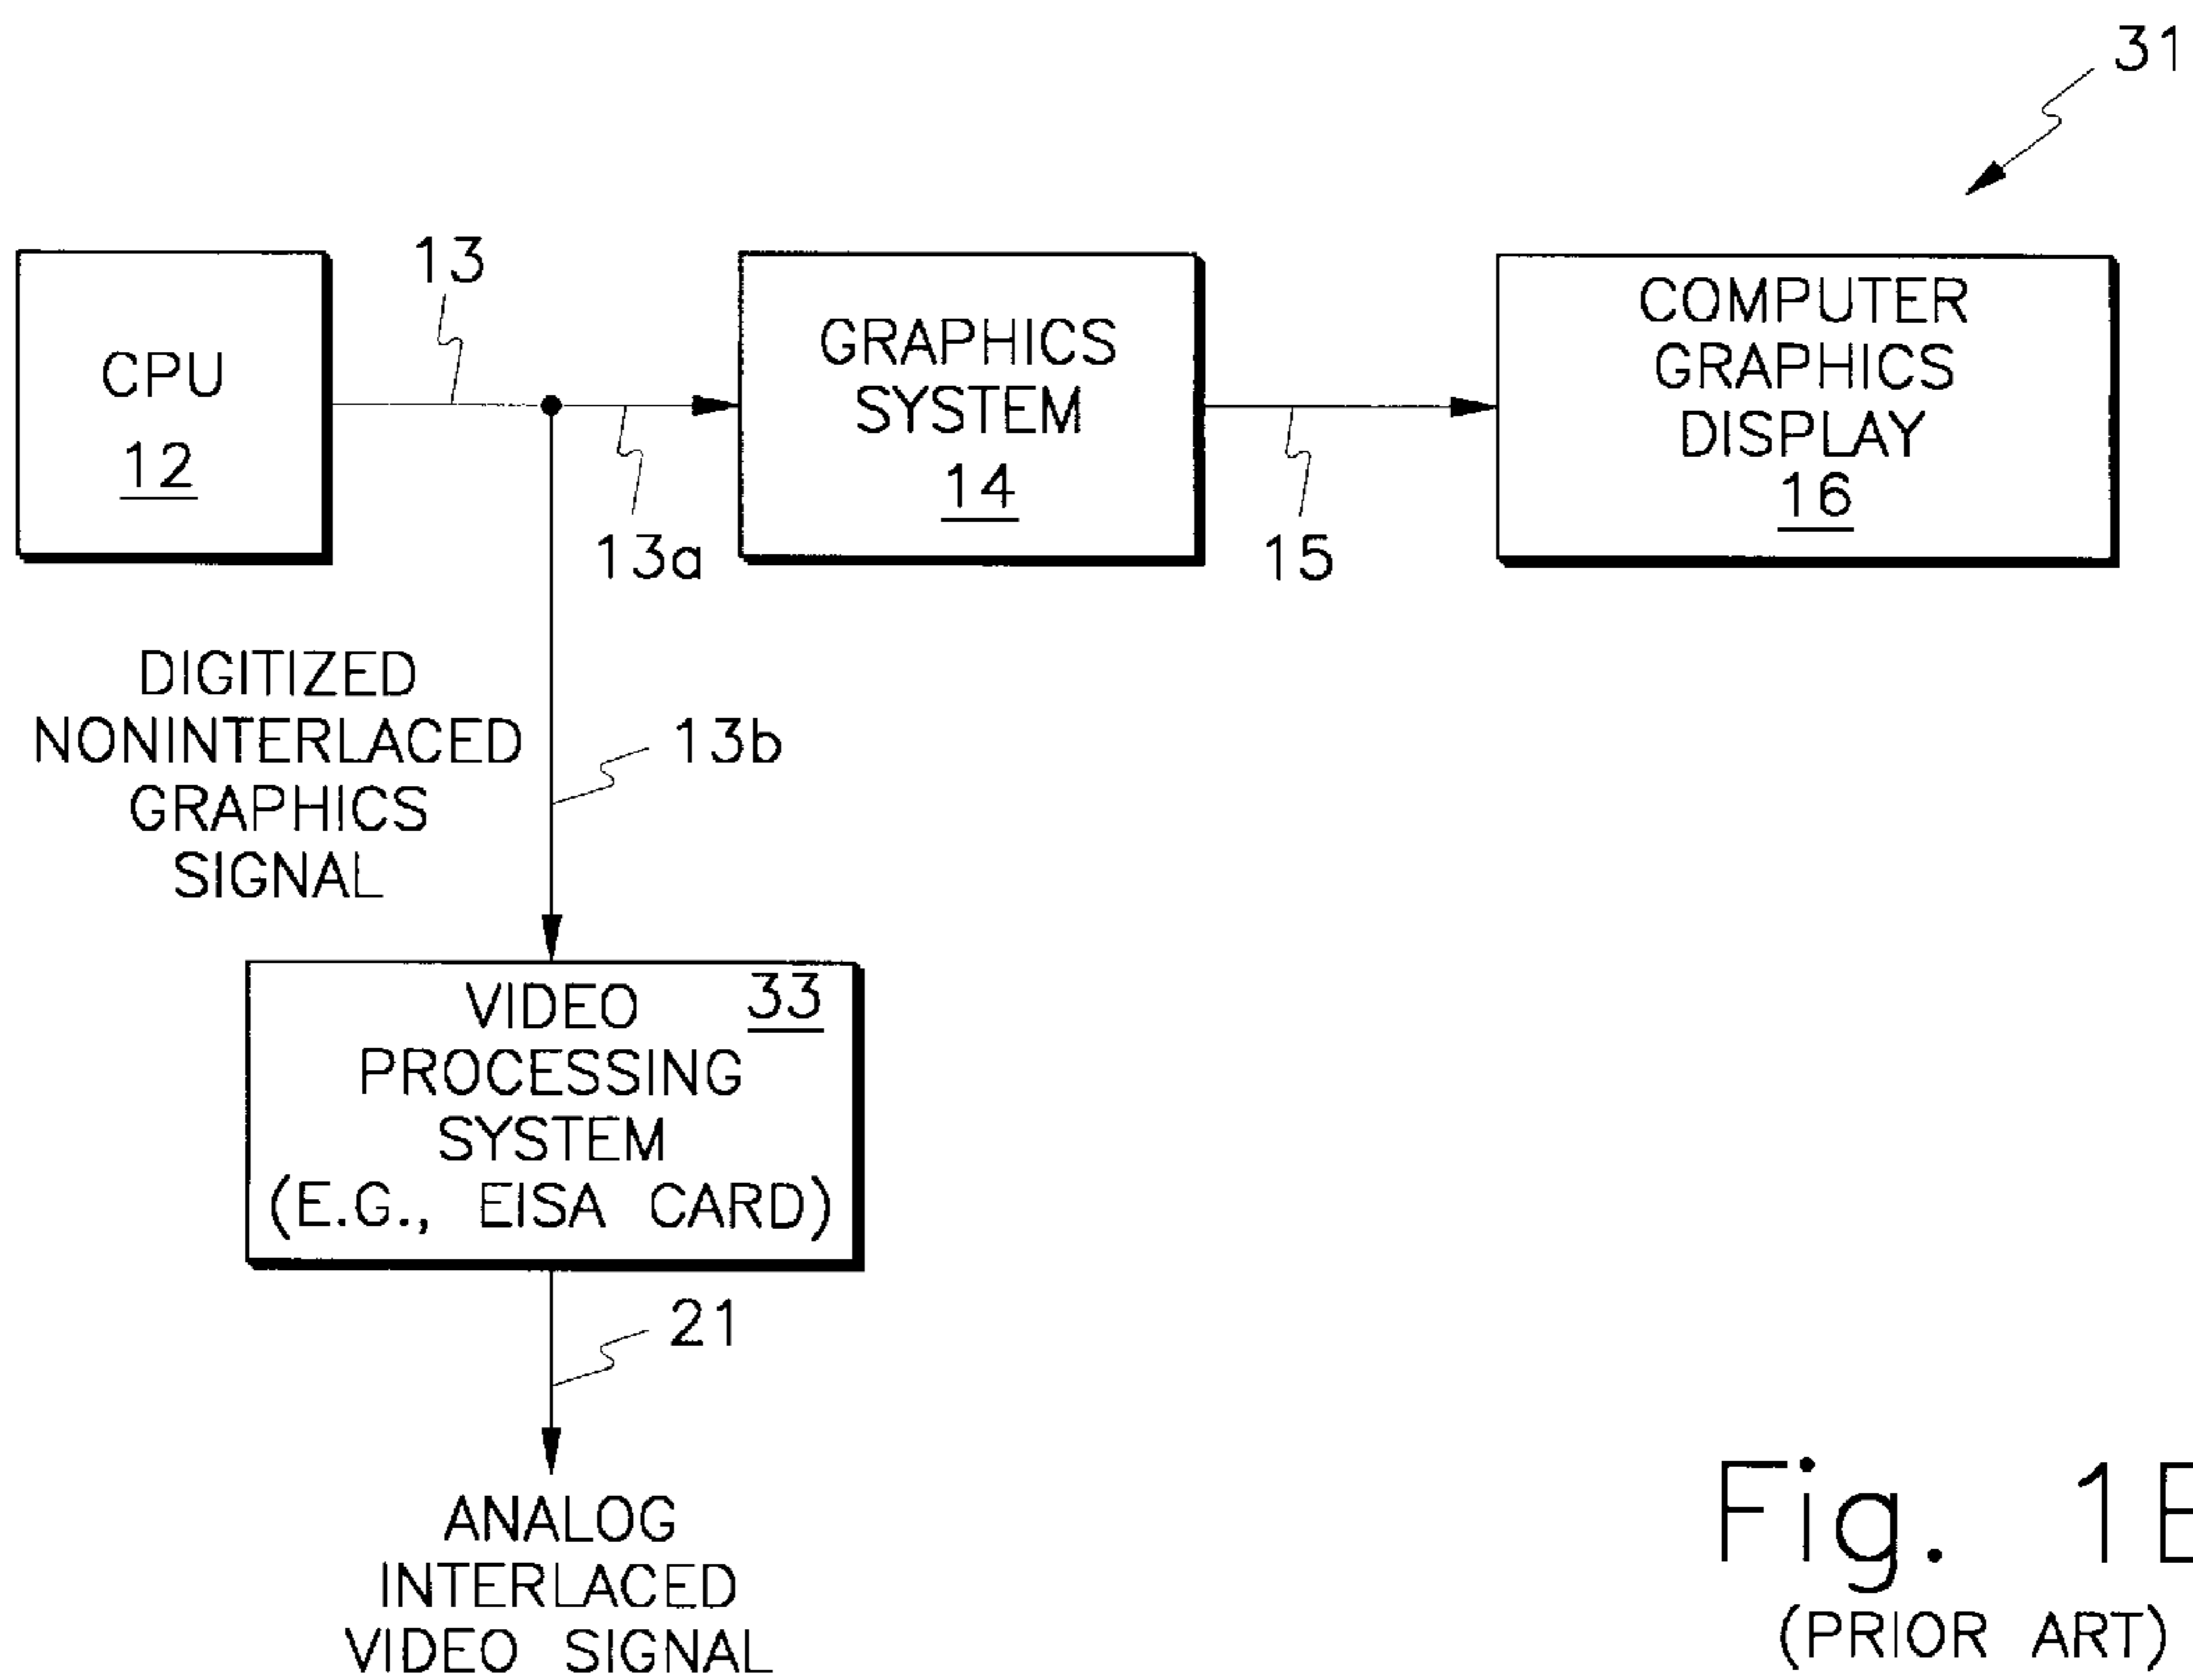 31
13
CPU
12
GRAPHICS
SYSTEM
14
COMPUTER
GRAPHICS
DISPLAY
16
13a
15
DIGITIZED
NONINTERLACED
GRAPHICS
SIGNAL
13b
VIDEO
33
PROCESSING
SYSTEM
(E.G., EISA CARD)
21
ANALOG
INTERLACED
VIDEO SIGNAL
Fig.
(PRIOR ART)